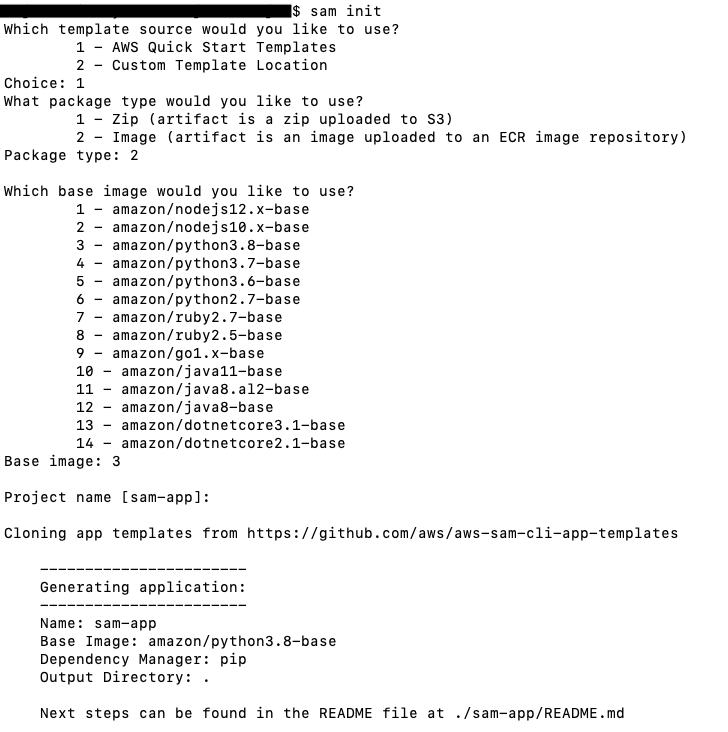 $ sam init
Which template source would you like to use?
1 - AWS Quick Start Templates
2 - Custom Template Location
Choice: 1
What package type would you like to use?
1 - Zip (artifact is a zip uploaded to S3)
2 - Image (artifact is an image uploaded to an ECR image repository)
Package type: 2
Which base image would you like to use?
1 - amazon/nodejs12.x-base
2 - amazon/nodejs10.x-base
3 - amazon/python3.8-base
4 - amazon/python3.7-base
5 - amazon/python3.6-base
6 - amazon/python2.7-base
7 - amazon/ruby2.7-base
8 - amazon/ruby2.5-base
9 - amazon/go1.x-base
10 - amazon/java11-base
11 - amazon/java8.al2-base
12 - amazon/java8-base
13 - amazon/dotnetcore3.1-base
14 - amazon/dotnetcore2.1-base
Base image: 3
Project name [sam-app]:
Cloning app templates from https://github.com/aws/aws-sam-cli-app-templates
-----------------------
Generating application:
-----------------------
Name: sam-app
Base Image: amazon/python3.8-base
Dependency Manager: pip
Output Directory: .
Next steps can be found in the README file at ./sam-app/README.md